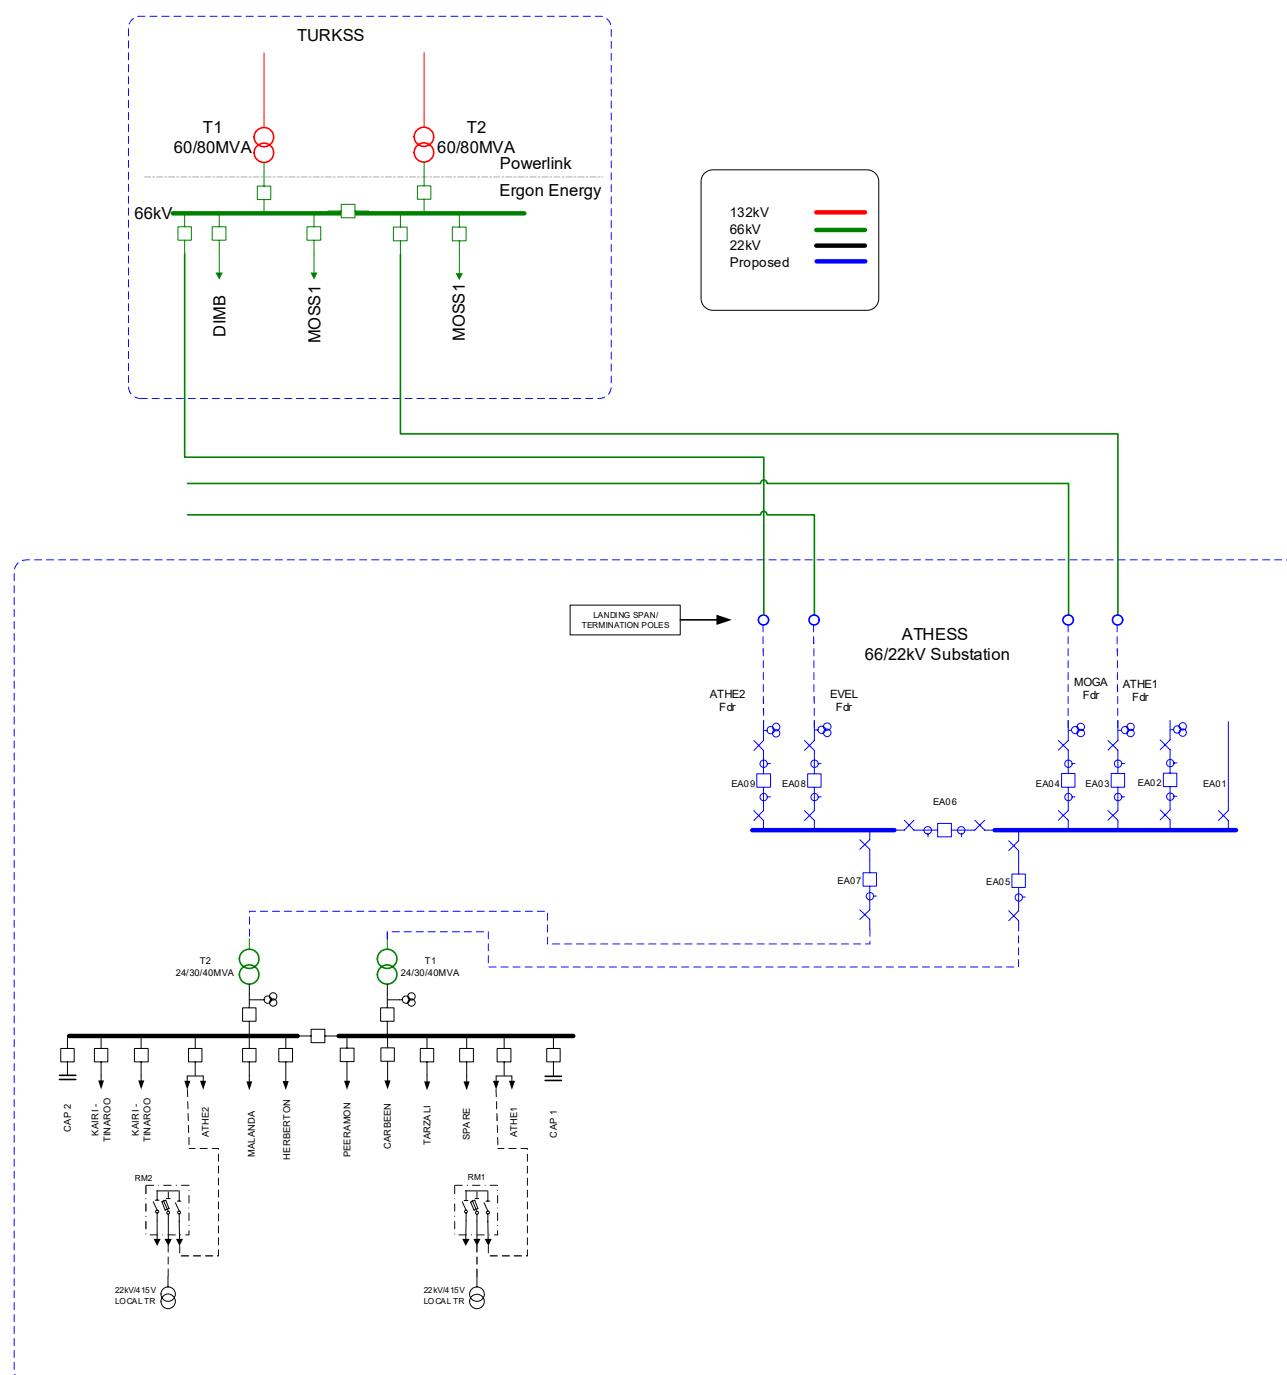 TURKSS
T1
60/80MVA
T2
60/80MVA
Powerlink
Ergon Energy
66kV
DIMB
MOSS1
MOSS1
132kV
66kV
22kV
Proposed
LANDING SPAN/
TERMINATION POLES
ATHESS
66/22kV Substation
ATHE2
Fdr
EVEL
Fdr
MOGA
Fdr
ATHE1
Fdr
EA09
EA08
EA06
EA04
EA03
EA02
EA01
EA07
EA05
T2
24/30/40MVA
T1
24/30/40MVA
CAP 2
KAIRI -
TINAROO
KAIRI -
TINAROO
ATHE2
MALANDA
HERBERTON
PEERAMON
CARBEEN
TARZALI
SPARE
ATHE1
CAP 1
RM2
RM1
22kV/415V
LOCAL TR
22kV/415V
LOCAL TR